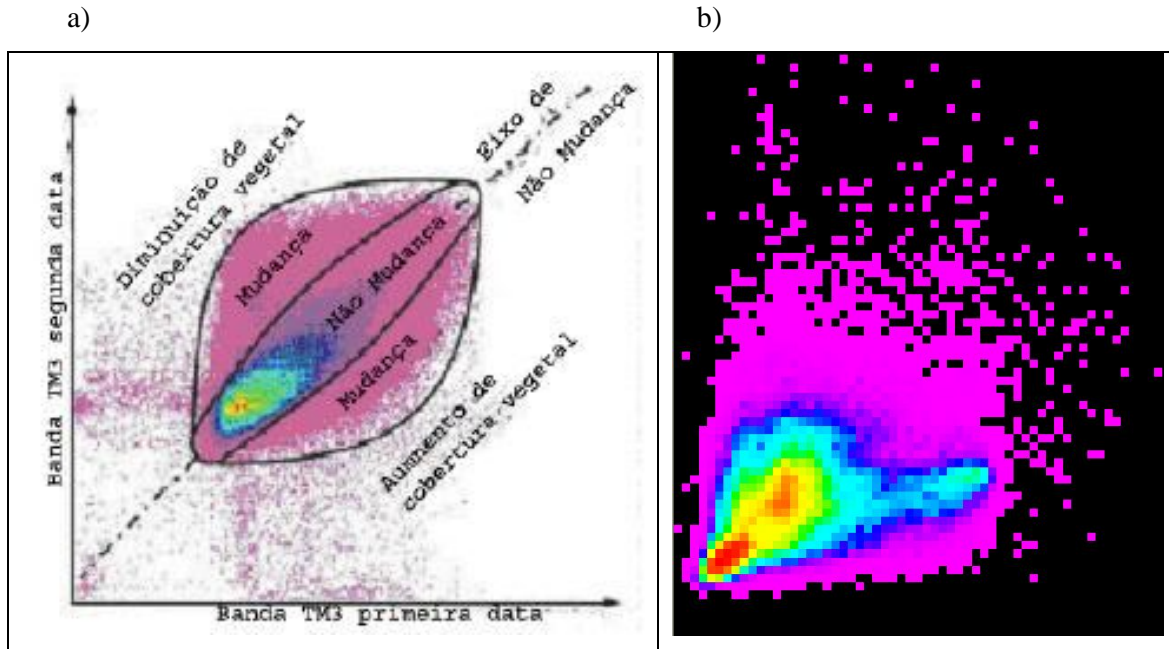 a)
b)
Banda TM3 segunda data
Diminuição de
cobertura vegetal
Mudança
Não Mudança
Mudança
Eixo de
Não Mudança
Aumento de
cobertura vegetal
Banda TM3 primeira data